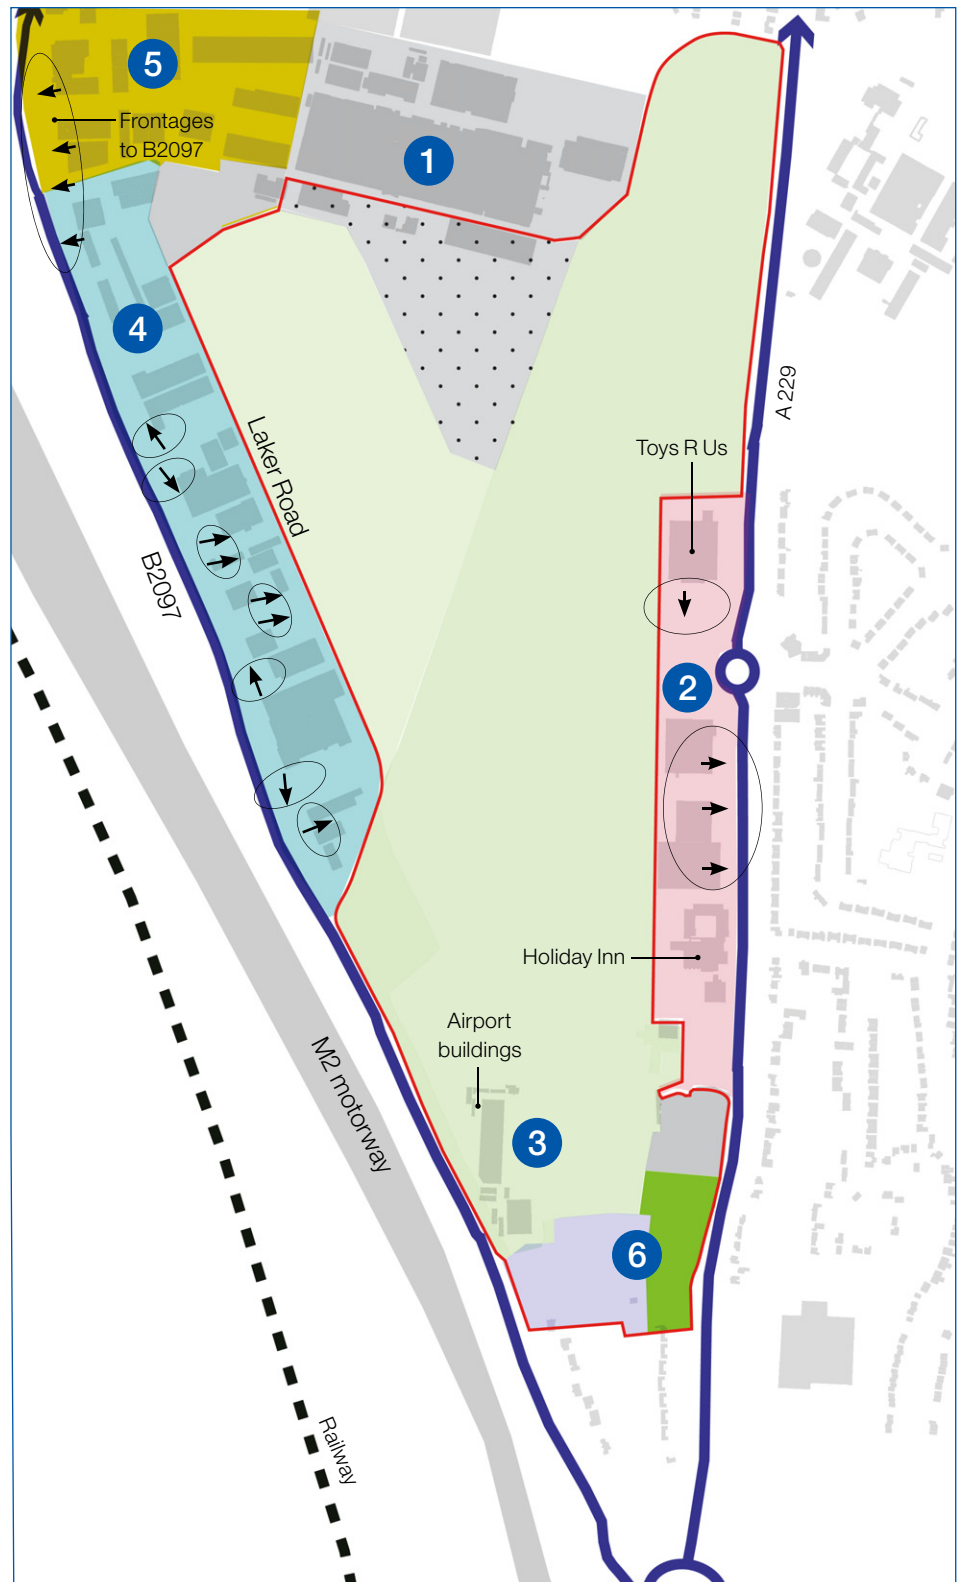 5
Frontages
to B2097
1
4
A 229
Laker Road
Toys R Us
B2097
2
Holiday Inn
Airport
buildings
M2 motorway
3
6
Railway